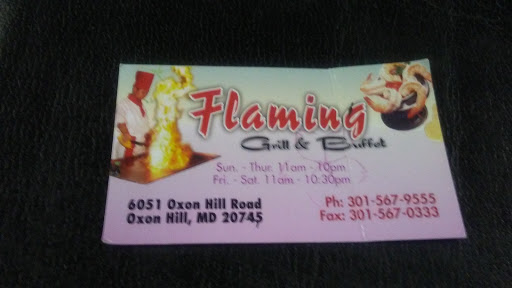 Flaming
Grill & Buffet
Sun. - Thur. 11am - 10pm
Fri. - Sat. 11am - 10:30pm
6051 Oxon Hill Road
Oxon Hill, MD 20745
Ph: 301-567-9555
Fax: 301-567-0333